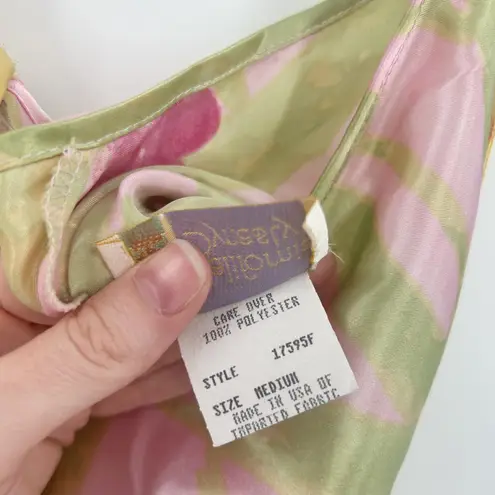 CARE OVER
100% POLYESTER
STYLE 17595F
SIZE MEDIUM
MADE IN USA OF
IMPORTED FABRIC